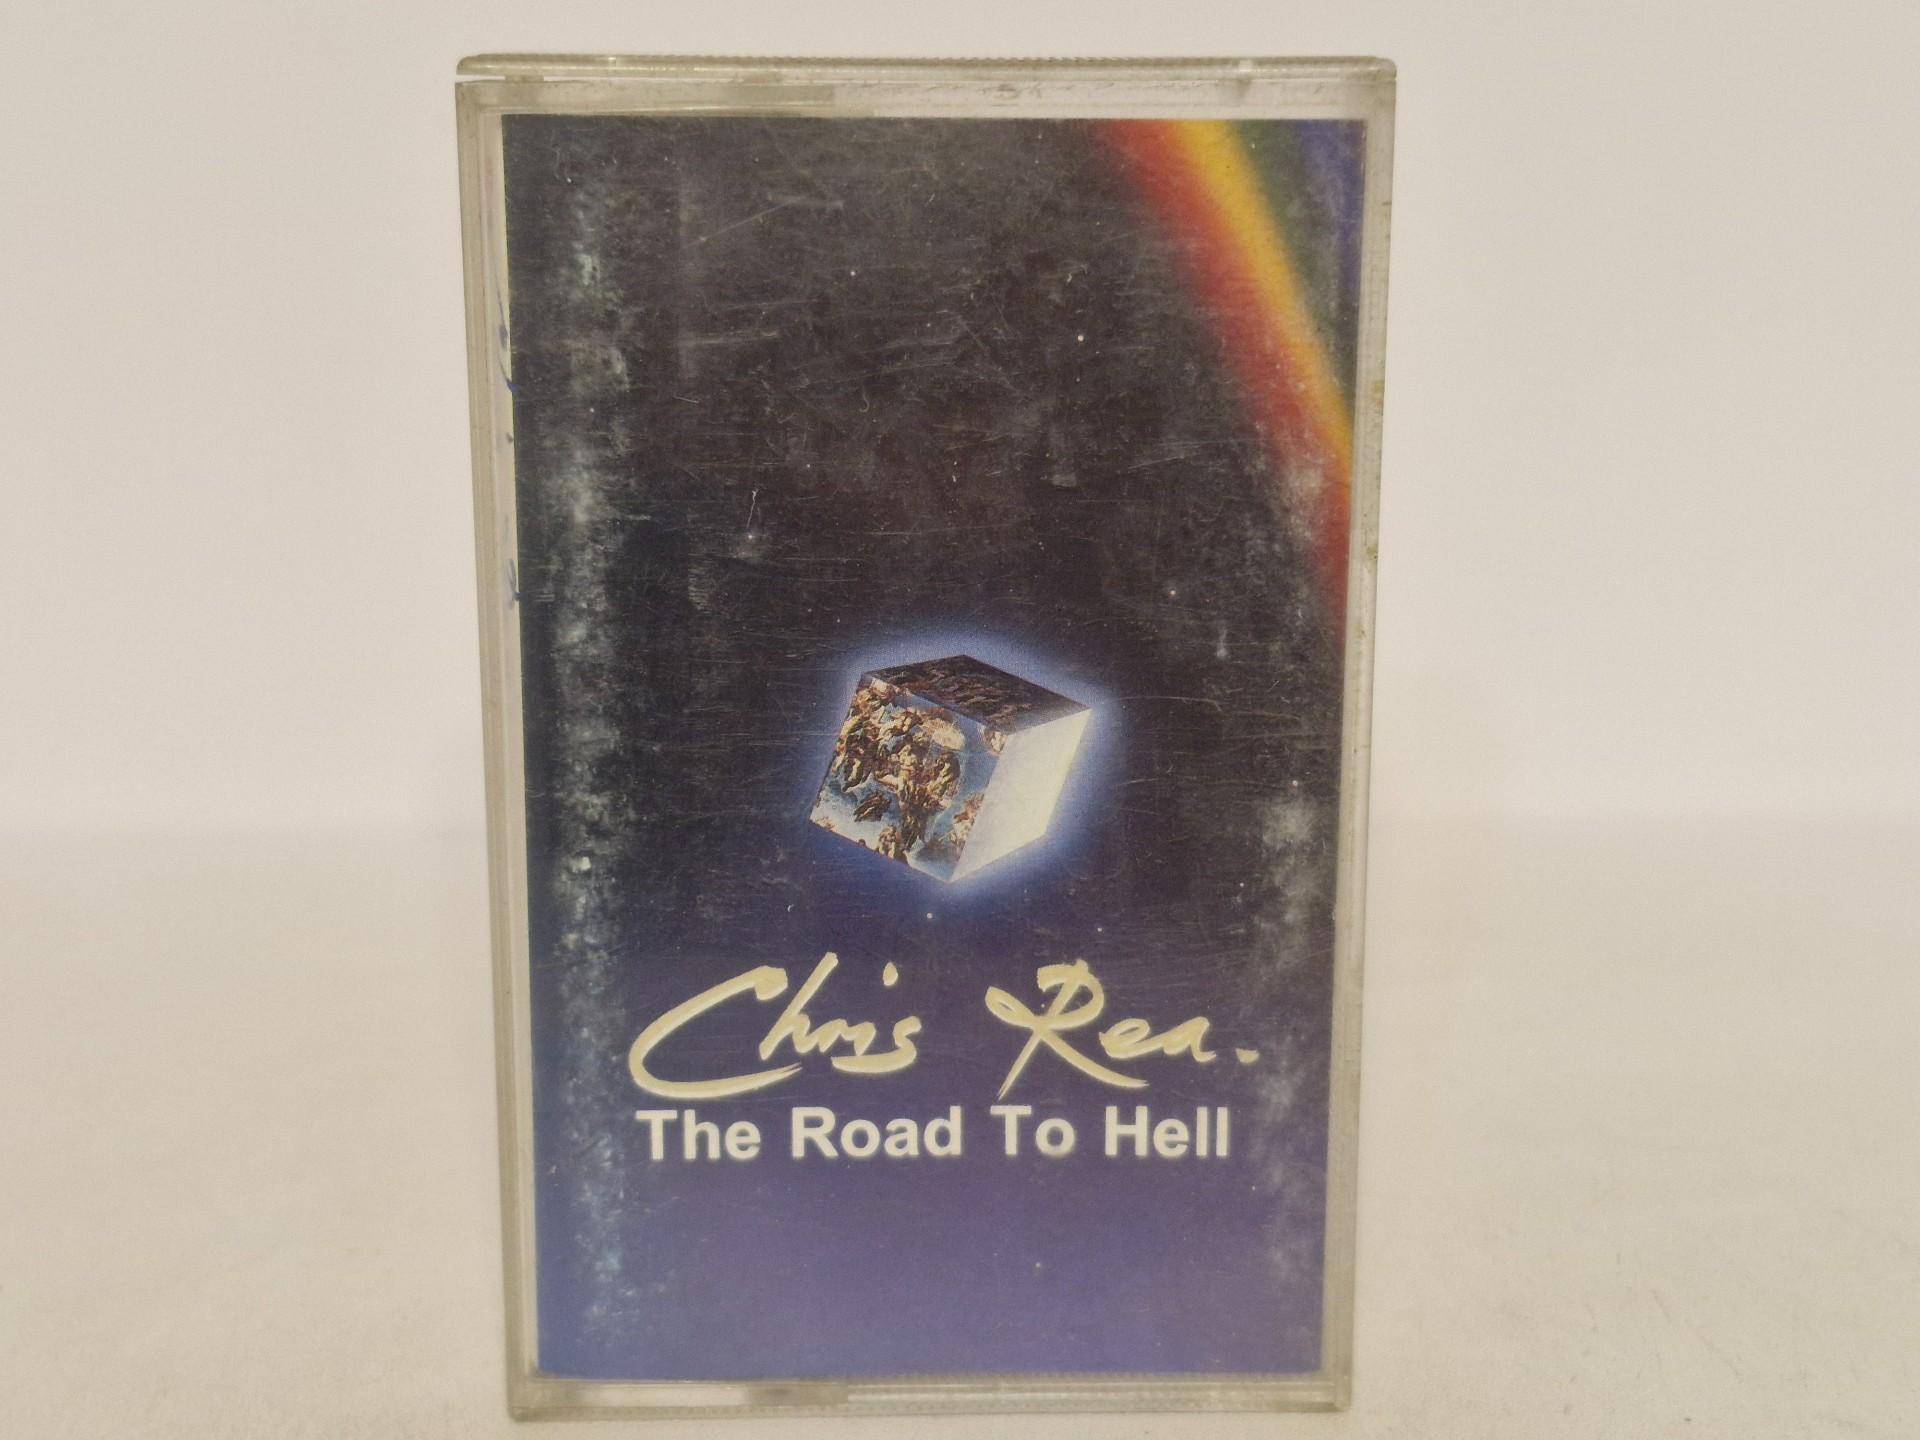 Chris Rea.
The Road To Hell